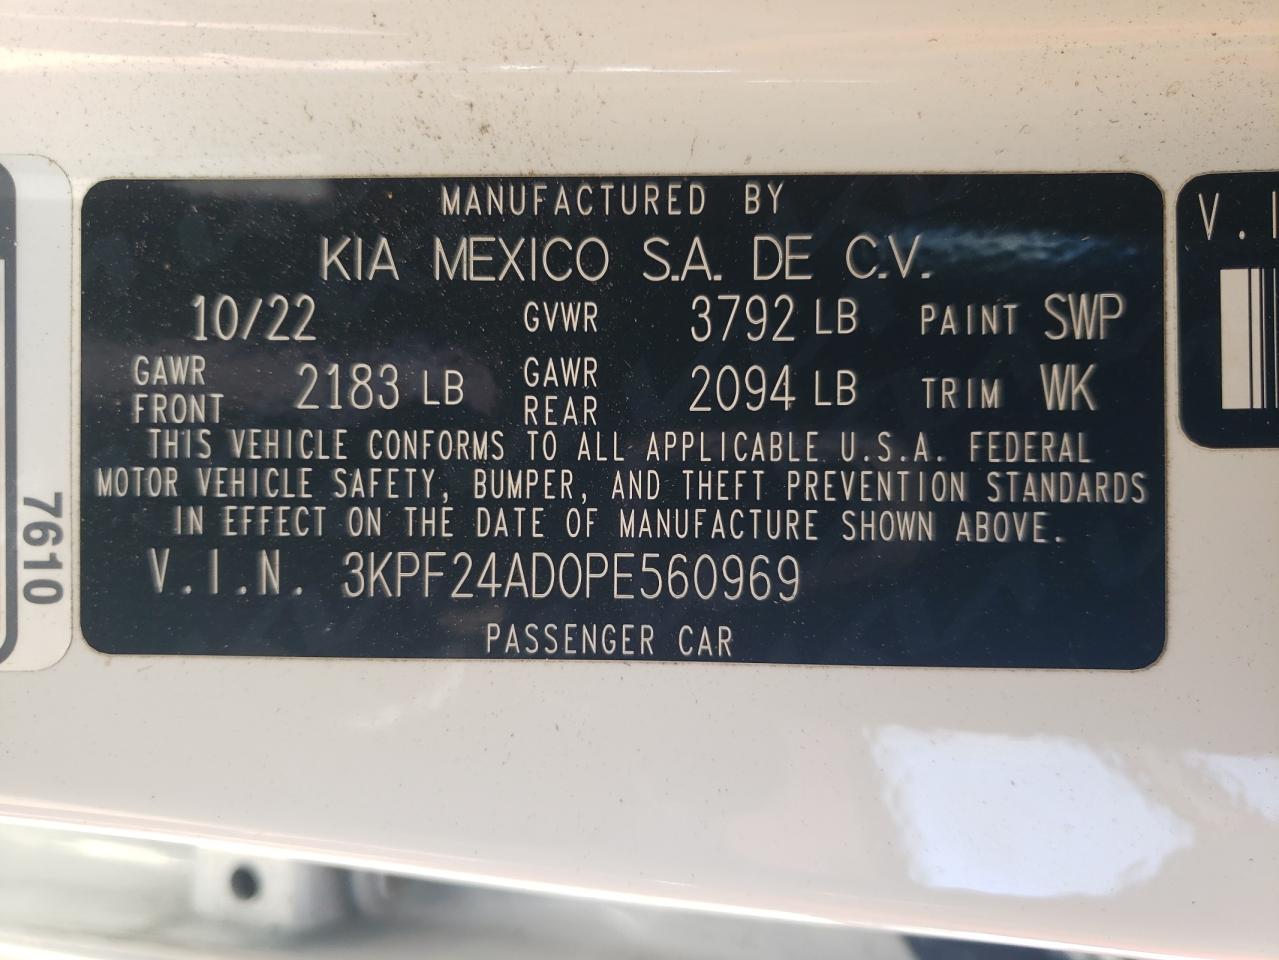 MANUFACTURED BY
KIA MEXICO S.A. DE C.V.
10/22 GVWR 3792 LB PAINT SWP
GAWR FRONT 2183 LB GAWR REAR 2094 LB TRIM WK
THIS VEHICLE CONFORMS TO ALL APPLICABLE U.S.A. FEDERAL
MOTOR VEHICLE SAFETY, BUMPER, AND THEFT PREVENTION STANDARDS
IN EFFECT ON THE DATE OF MANUFACTURE SHOWN ABOVE.
V.I.N. 3KPF24AD0PE560969
PASSENGER CAR
7610
V.I